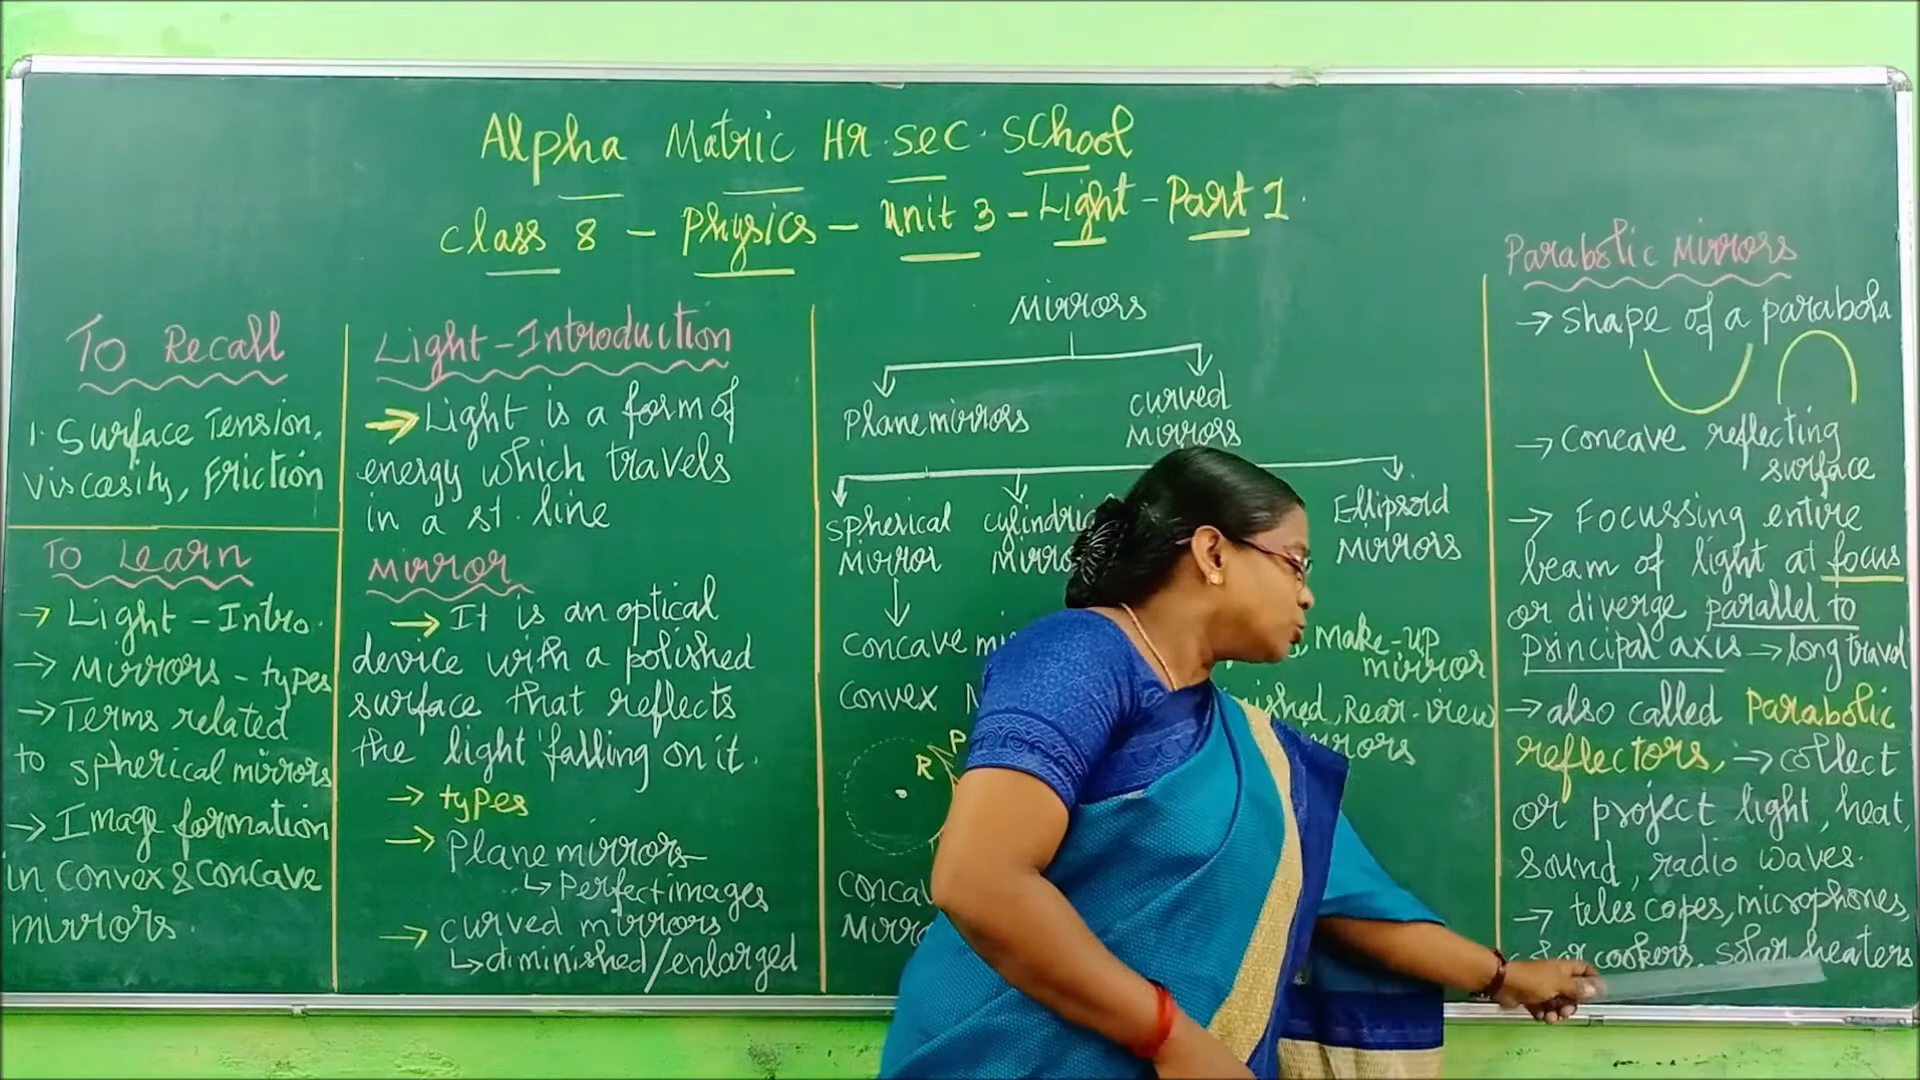 Alpha Matric Hr. sec. school
class 8 - Physics - unit 3 - Light - Part 1.
To Recall
1. Surface Tension,
viscosity, Friction
To Learn
→ Light - Intro.
→ Mirrors - types
→ Terms related
to spherical mirrors
→ Image formation
in convex & concave
mirrors.
Light - Introduction
→ Light is a form of
energy which travels
in a st. line
Mirror
→ It is an optical
device with a polished
surface that reflects
the light falling on it.
→ types
→ Plane mirrors
↳ Perfect images
→ curved mirrors
↳ diminished/enlarged
Mirrors
Plane mirrors
curved
mirrors
spherical
mirror
Ellipsoid
mirrors
concave
make-up
mirror
convex
Rear-view
P
R
Parabolic Mirrors
→ shape of a parabola
→ concave reflecting
surface
→ Focussing entire
beam of light at focus
or diverge parallel to
principal axis → long travel
→ also called Parabolic
reflectors, → collect
or project light, heat,
sound, radio waves.
→ teles copes, microphones,
cookers, solar heaters